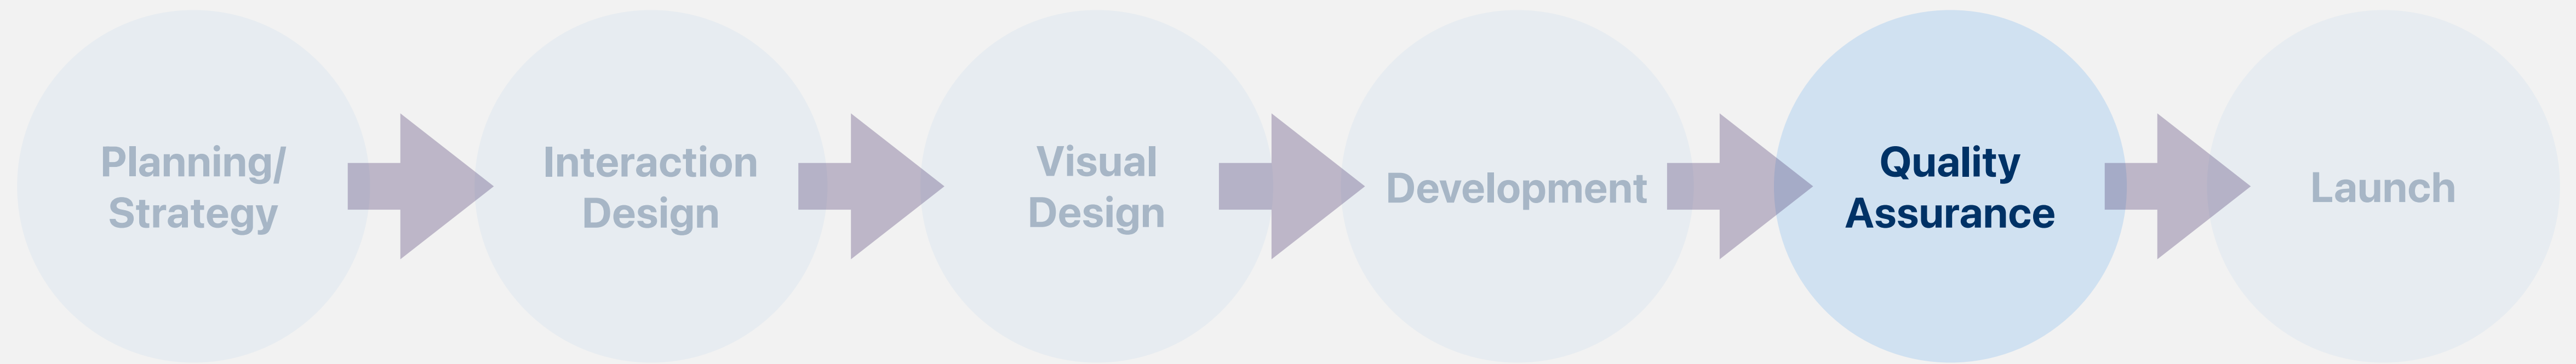 Planning/
Strategy
Interaction
Design
Visual
Design
Development
Quality
Assurance
Launch